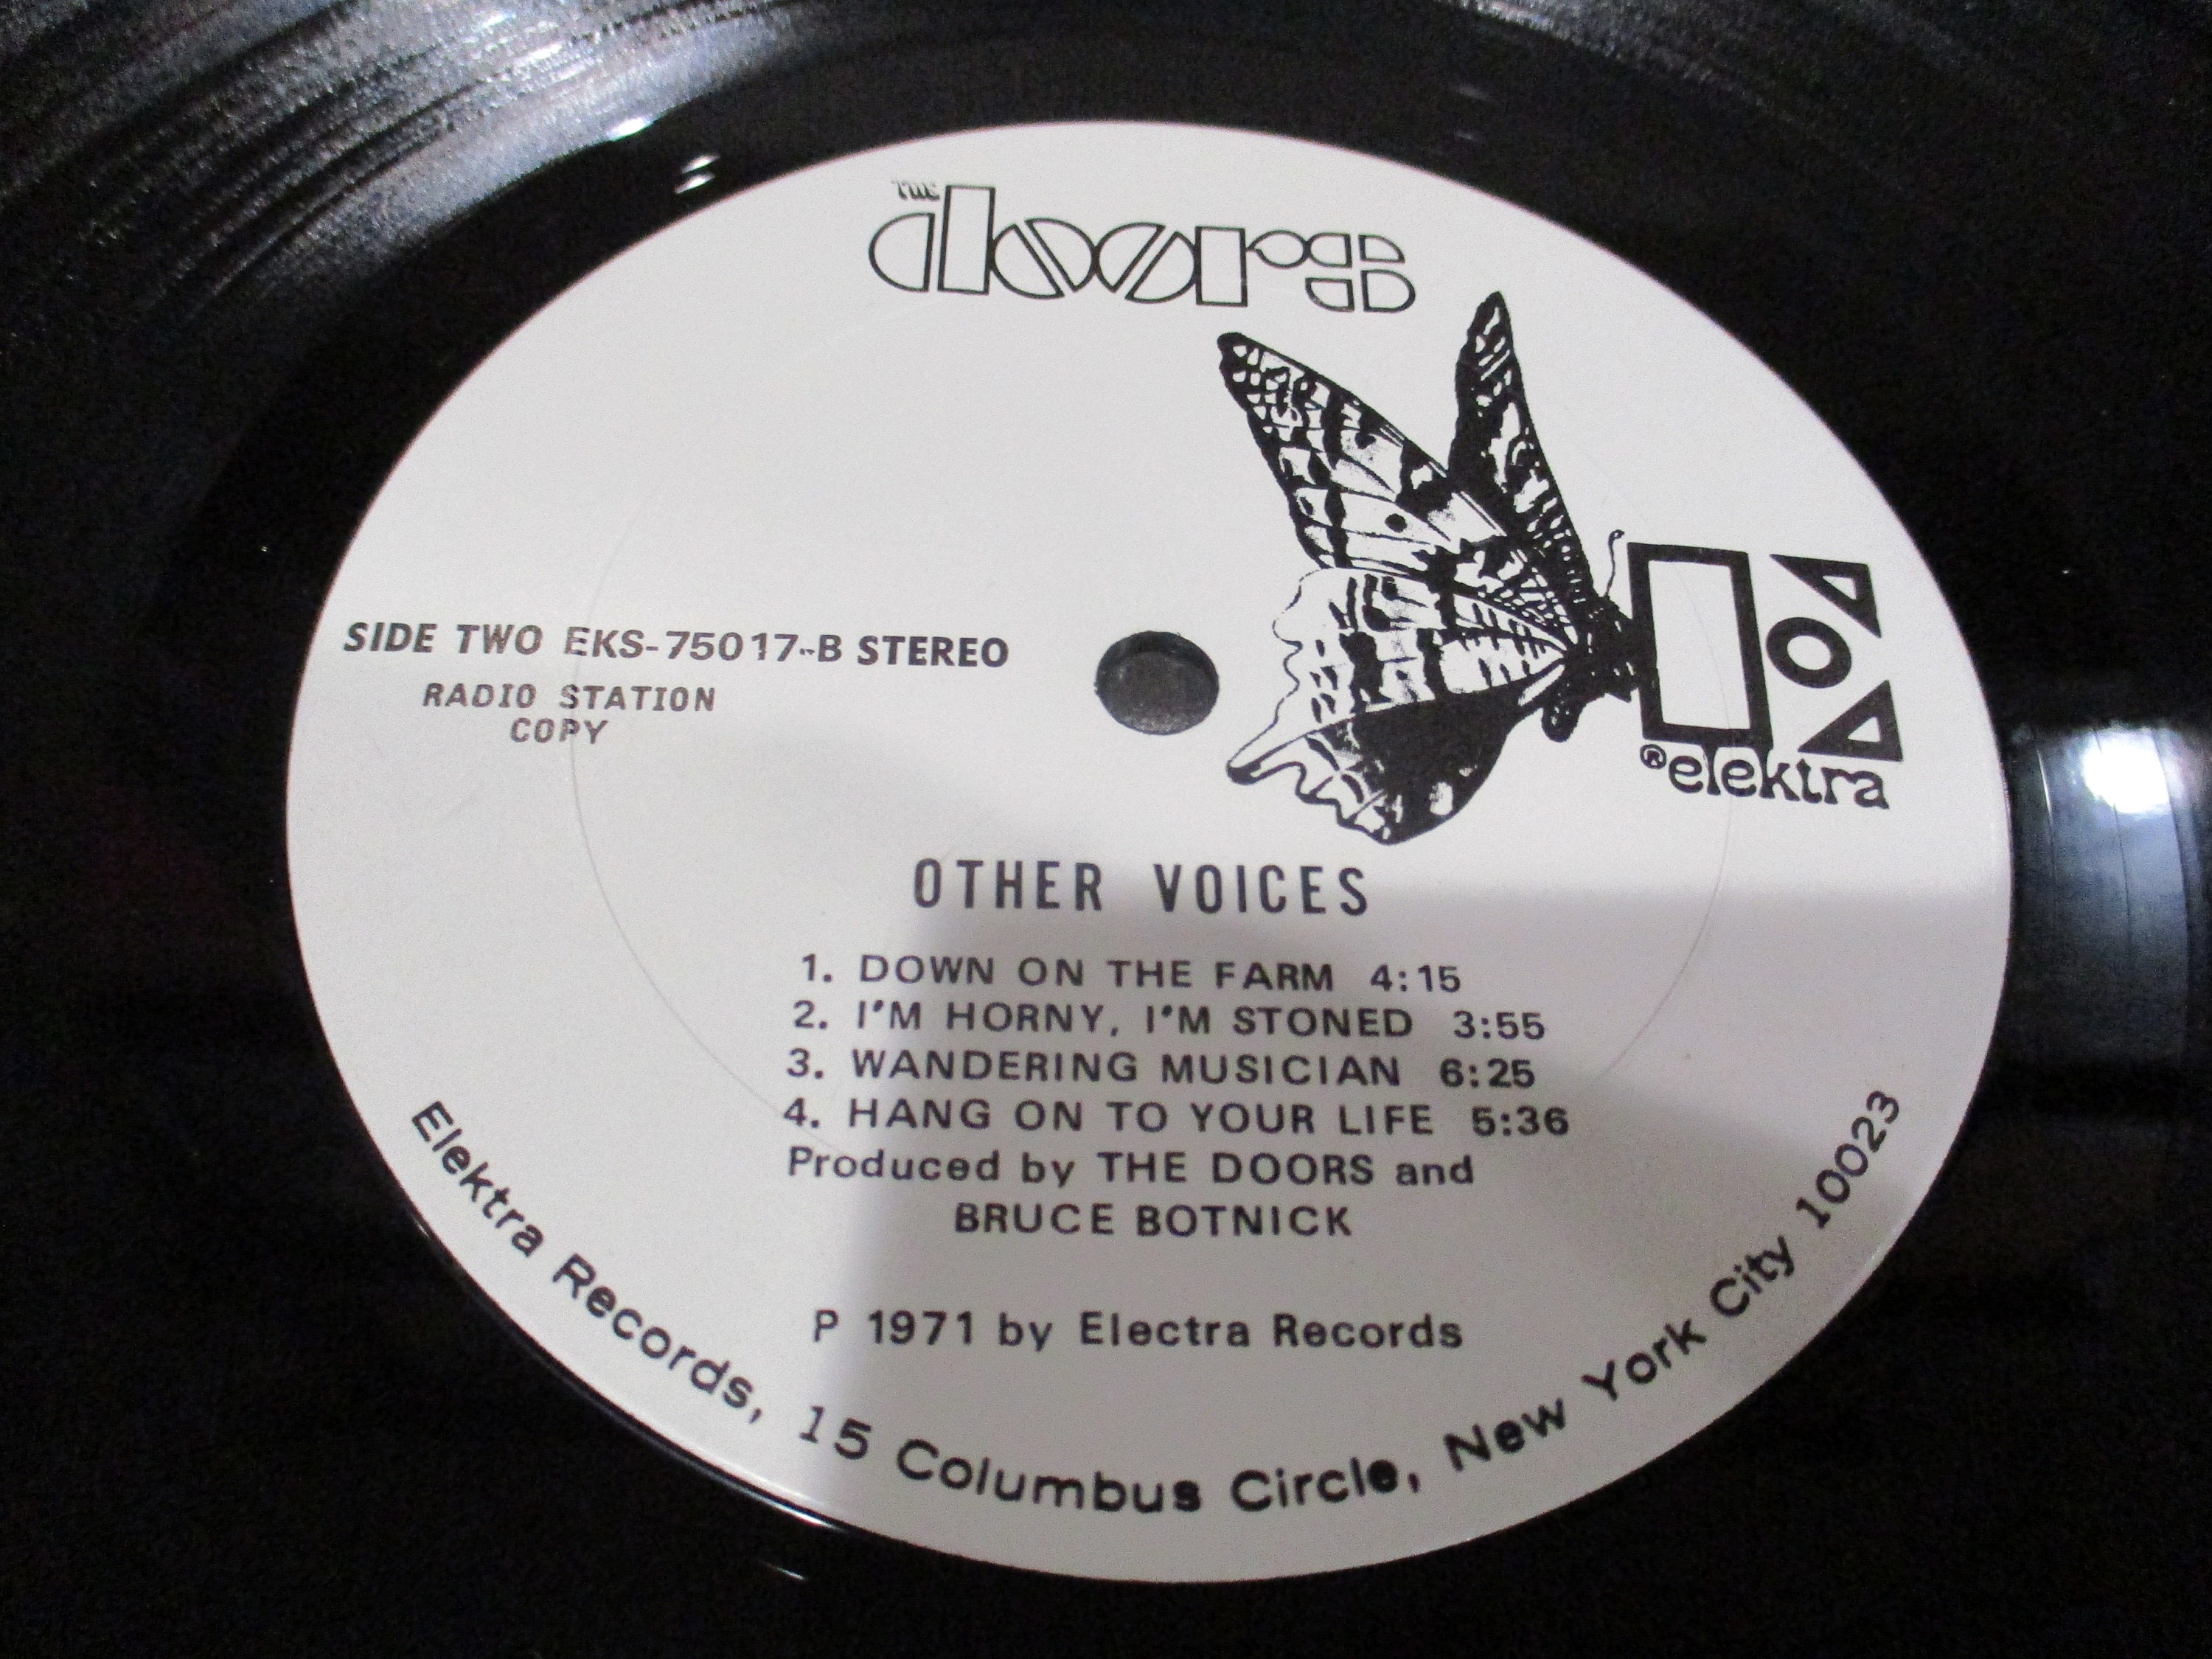 THE
doors
SIDE TWO EKS-75017-B STEREO
RADIO STATION
COPY
®elektra
OTHER VOICES
1. DOWN ON THE FARM 4:15
2. I'M HORNY, I'M STONED 3:55
3. WANDERING MUSICIAN 6:25
4. HANG ON TO YOUR LIFE 5:36
Produced by THE DOORS and
BRUCE BOTNICK
P 1971 by Electra Records
Elektra Records, 15 Columbus Circle, New York City 10023